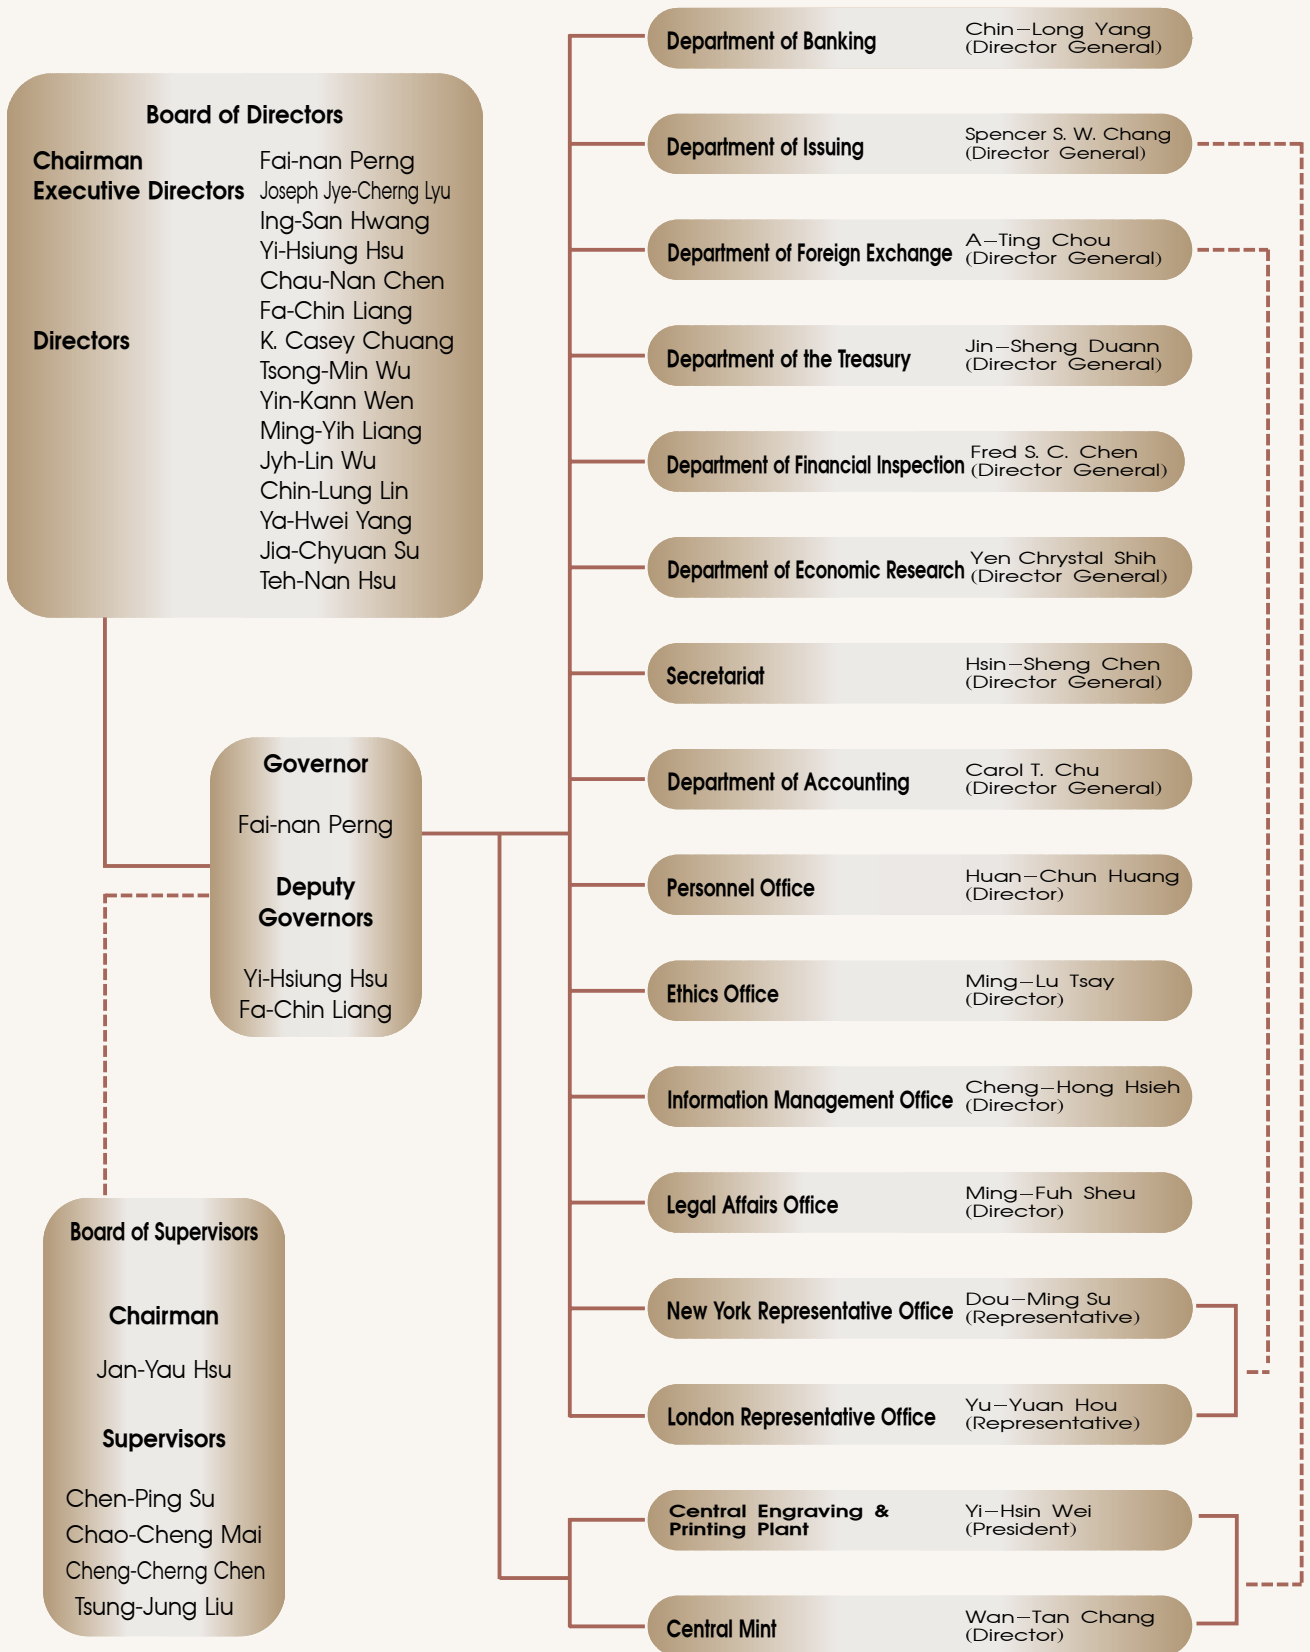 Board of Directors
Chairman Fai-nan Perng
Executive Directors Joseph Jye-Cherng Lyu
Ing-San Hwang
Yi-Hsiung Hsu
Chau-Nan Chen
Fa-Chin Liang
Directors K. Casey Chuang
Tsong-Min Wu
Yin-Kann Wen
Ming-Yih Liang
Jyh-Lin Wu
Chin-Lung Lin
Ya-Hwei Yang
Jia-Chyuan Su
Teh-Nan Hsu
Governor
Fai-nan Perng
Deputy
Governors
Yi-Hsiung Hsu
Fa-Chin Liang
Board of Supervisors
Chairman
Jan-Yau Hsu
Supervisors
Chen-Ping Su
Chao-Cheng Mai
Cheng-Cherng Chen
Tsung-Jung Liu
Department of Banking
Chin-Long Yang
(Director General)
Department of Issuing
Spencer S. W. Chang
(Director General)
Department of Foreign Exchange
A-Ting Chou
(Director General)
Department of the Treasury
Jin-Sheng Duann
(Director General)
Department of Financial Inspection
Fred S. C. Chen
(Director General)
Department of Economic Research
Yen Chrystal Shih
(Director General)
Secretariat
Hsin-Sheng Chen
(Director General)
Department of Accounting
Carol T. Chu
(Director General)
Personnel Office
Huan-Chun Huang
(Director)
Ethics Office
Ming-Lu Tsay
(Director)
Information Management Office
Cheng-Hong Hsieh
(Director)
Legal Affairs Office
Ming-Fuh Sheu
(Director)
New York Representative Office
Dou-Ming Su
(Representative)
London Representative Office
Yu-Yuan Hou
(Representative)
Central Engraving &
Printing Plant
Yi-Hsin Wei
(President)
Central Mint
Wan-Tan Chang
(Director)